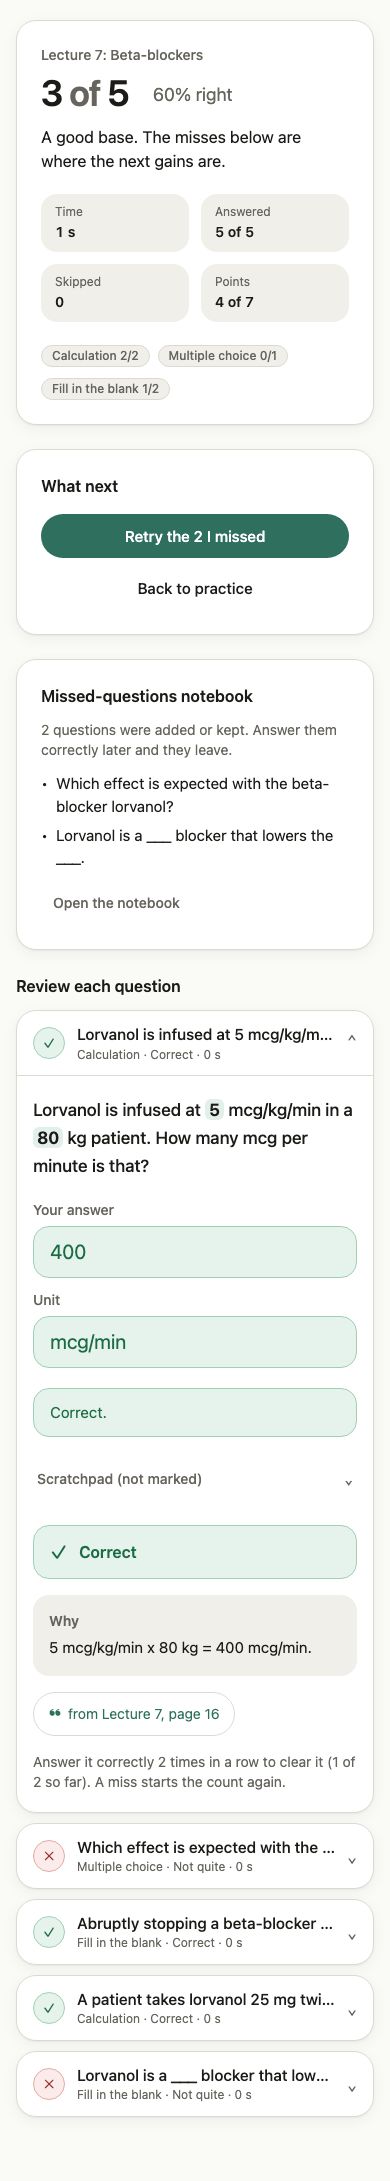 Lecture 7: Beta-blockers
3 of 5 60% right
A good base. The misses below are
where the next gains are.
Time
1 s
Answered
5 of 5
Skipped
0
Points
4 of 7
Calculation 2/2
Multiple choice 0/1
Fill in the blank 1/2
What next
Retry the 2 I missed
Back to practice
Missed-questions notebook
2 questions were added or kept. Answer them
correctly later and they leave.
• Which effect is expected with the beta-
blocker lorvanol?
• Lorvanol is a ___ blocker that lowers the
___.
Open the notebook
Review each question
Lorvanol is infused at 5 mcg/kg/m...
Calculation · Correct · 0 s
Lorvanol is infused at 5 mcg/kg/min in a
80 kg patient. How many mcg per
minute is that?
Your answer
400
Unit
mcg/min
Correct.
Scratchpad (not marked)
Correct
Why
5 mcg/kg/min x 80 kg = 400 mcg/min.
❝ from Lecture 7, page 16
Answer it correctly 2 times in a row to clear it (1 of
2 so far). A miss starts the count again.
Which effect is expected with the ...
Multiple choice · Not quite · 0 s
Abruptly stopping a beta-blocker ...
Fill in the blank · Correct · 0 s
A patient takes lorvanol 25 mg twi...
Calculation · Correct · 0 s
Lorvanol is a ___ blocker that low...
Fill in the blank · Not quite · 0 s